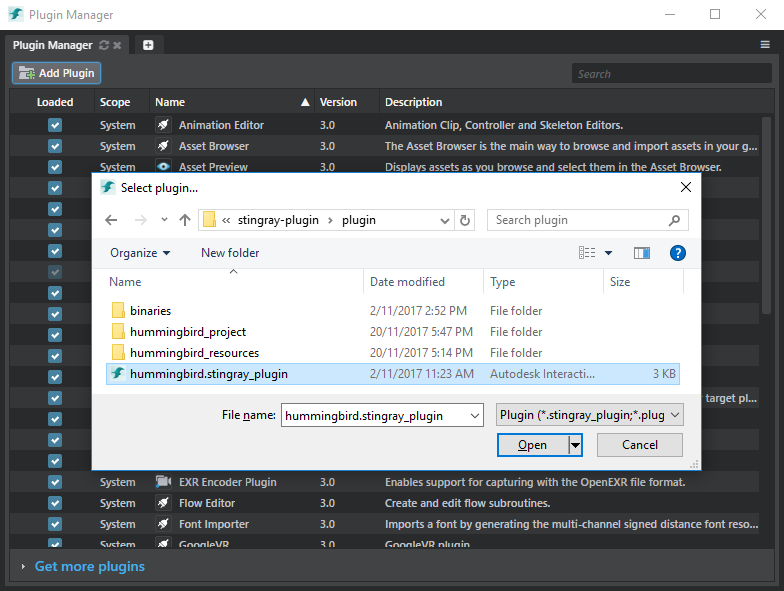 Plugin Manager
Plugin Manager
Add Plugin
Search
Loaded Scope Name Version Description
System Animation Editor 3.0 Animation Clip, Controller and Skeleton Editors.
System Asset Browser 3.0 The Asset Browser is the main way to browse and import assets in your g...
System Asset Preview 3.0 Displays assets as you browse and select them in the Asset Browser.
Select plugin...
« stingray-plugin > plugin
Search plugin
Organize New folder
Name Date modified Type Size
binaries 2/11/2017 2:52 PM File folder
hummingbird_project 20/11/2017 5:47 PM File folder
hummingbird_resources 20/11/2017 5:14 PM File folder
hummingbird.stingray_plugin 2/11/2017 11:23 AM Autodesk Interacti... 3 KB
target pl...
File name: hummingbird.stingray_plugin Plugin (*.stingray_plugin;*.plug
Open Cancel
System EXR Encoder Plugin 3.0 Enables support for capturing with the OpenEXR file format.
System Flow Editor 3.0 Create and edit flow subroutines.
System Font Importer 3.0 Imports a font by generating the multi-channel signed distance font reso...
System GoogleVR 3.0 GoogleVR plugin
Get more plugins